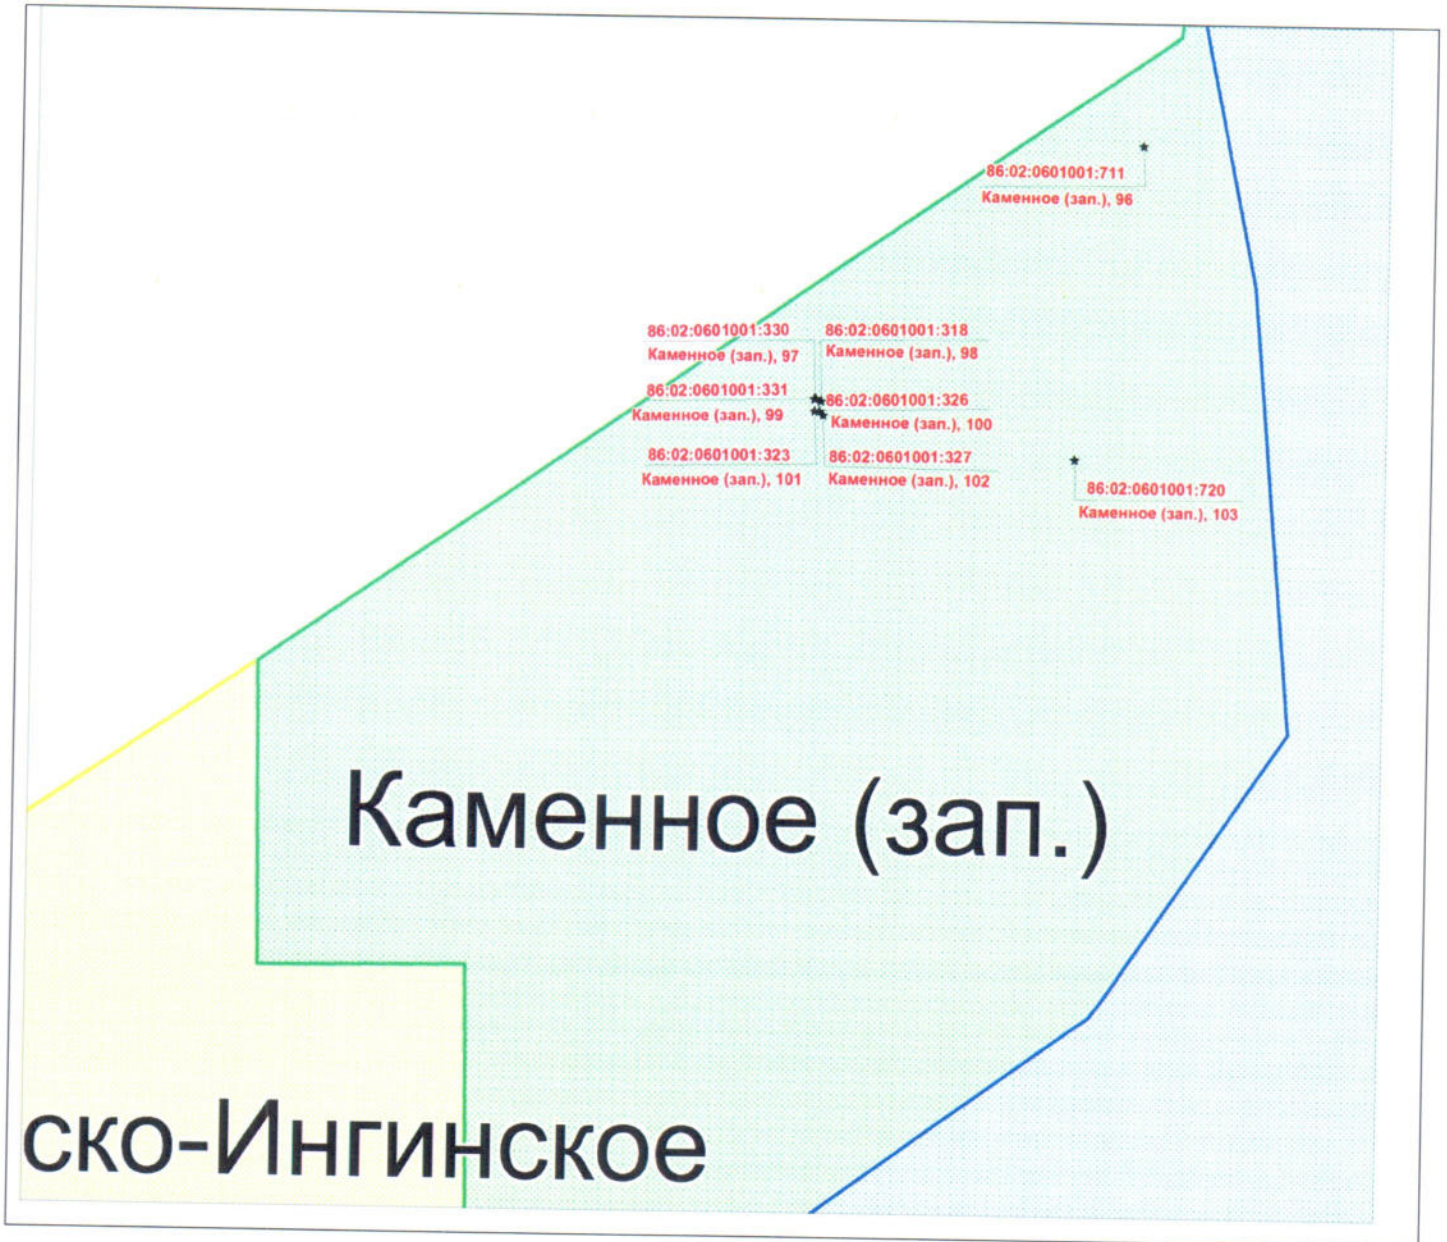 86:02:0601001:711
Каменное (зап.), 96
86:02:0601001:330
Каменное (зап.), 97
86:02:0601001:318
Каменное (зап.), 98
86:02:0601001:331
Каменное (зап.), 99
86:02:0601001:326
Каменное (зап.), 100
86:02:0601001:323
Каменное (зап.), 101
86:02:0601001:327
Каменное (зап.), 102
86:02:0601001:720
Каменное (зап.), 103
Каменное (зап.)
ско-Ингинское